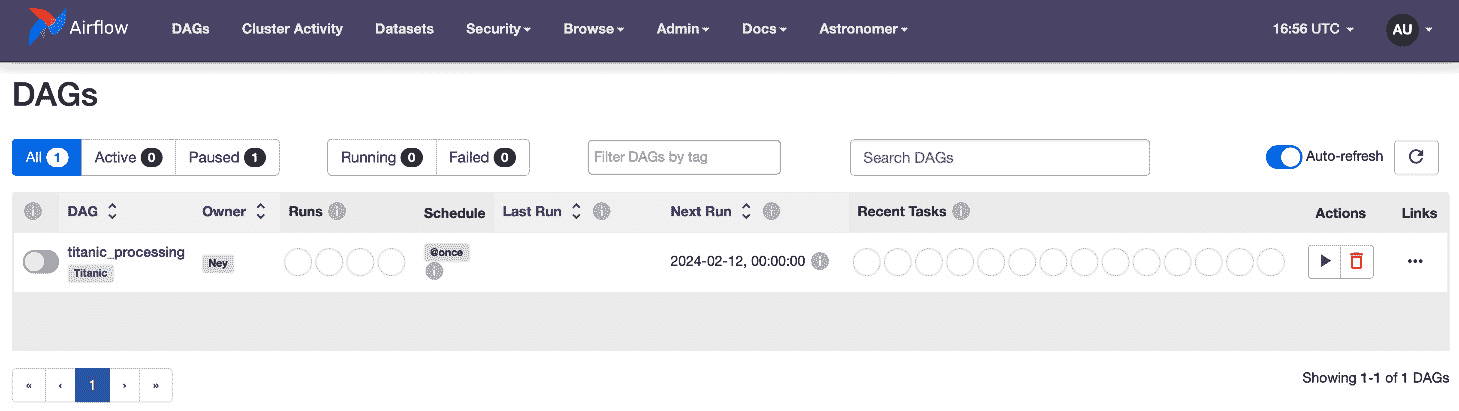 Airflow DAGs Cluster Activity Datasets Security Browse Admin Docs Astronomer 16:56 UTC AU
DAGs
All 1 Active 0 Paused 1 Running 0 Failed 0 Filter DAGs by tag Search DAGs Auto-refresh
DAG Owner Runs Schedule Last Run Next Run Recent Tasks Actions Links
titanic_processing Ney @once 2024-02-12, 00:00:00
Titanic
« ‹ 1 › » Showing 1-1 of 1 DAGs